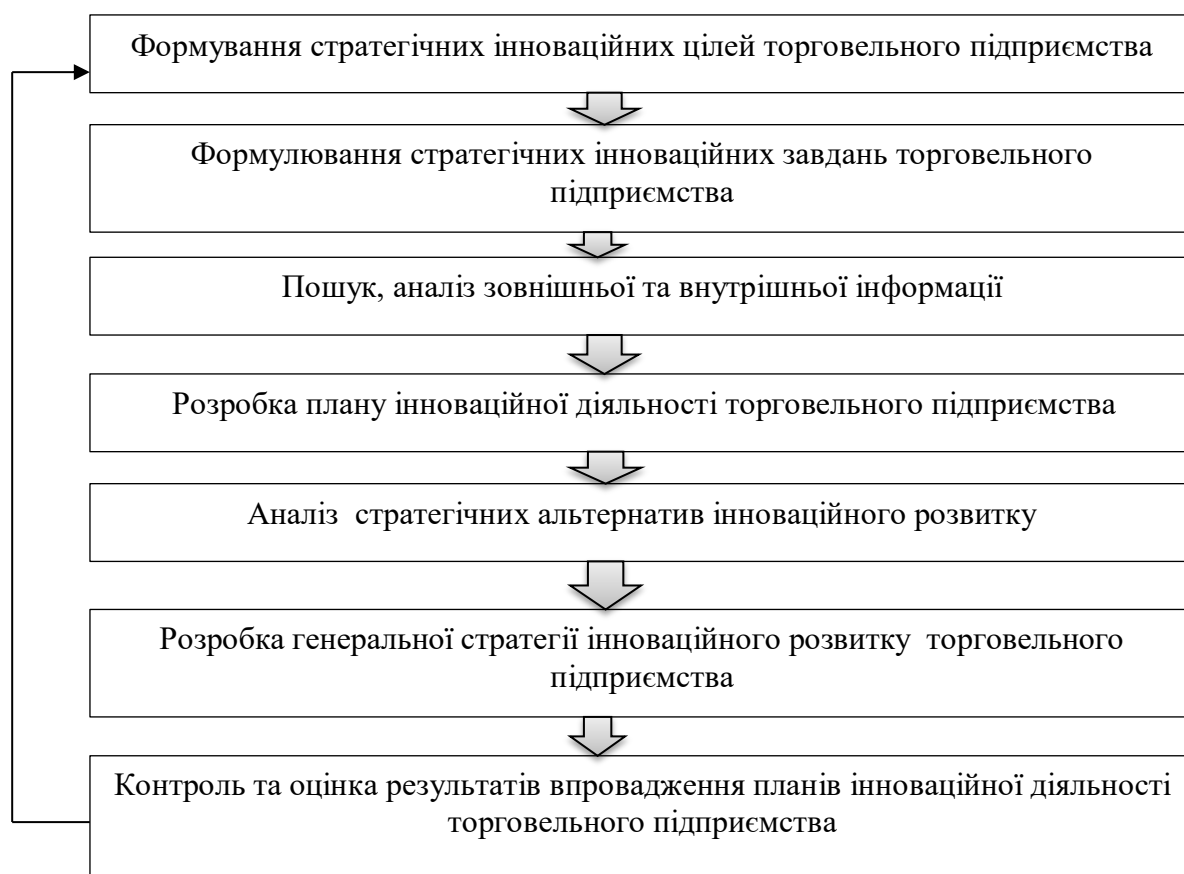 Формування стратегічних інноваційних цілей торговельного підприємства
Формулювання стратегічних інноваційних завдань торговельного
підприємства
Пошук, аналіз зовнішньої та внутрішньої інформації
Розробка плану інноваційної діяльності торговельного підприємства
Аналіз  стратегічних альтернатив інноваційного розвитку
Розробка генеральної стратегії інноваційного розвитку  торговельного
підприємства
Контроль та оцінка результатів впровадження планів інноваційної діяльності
торговельного підприємства